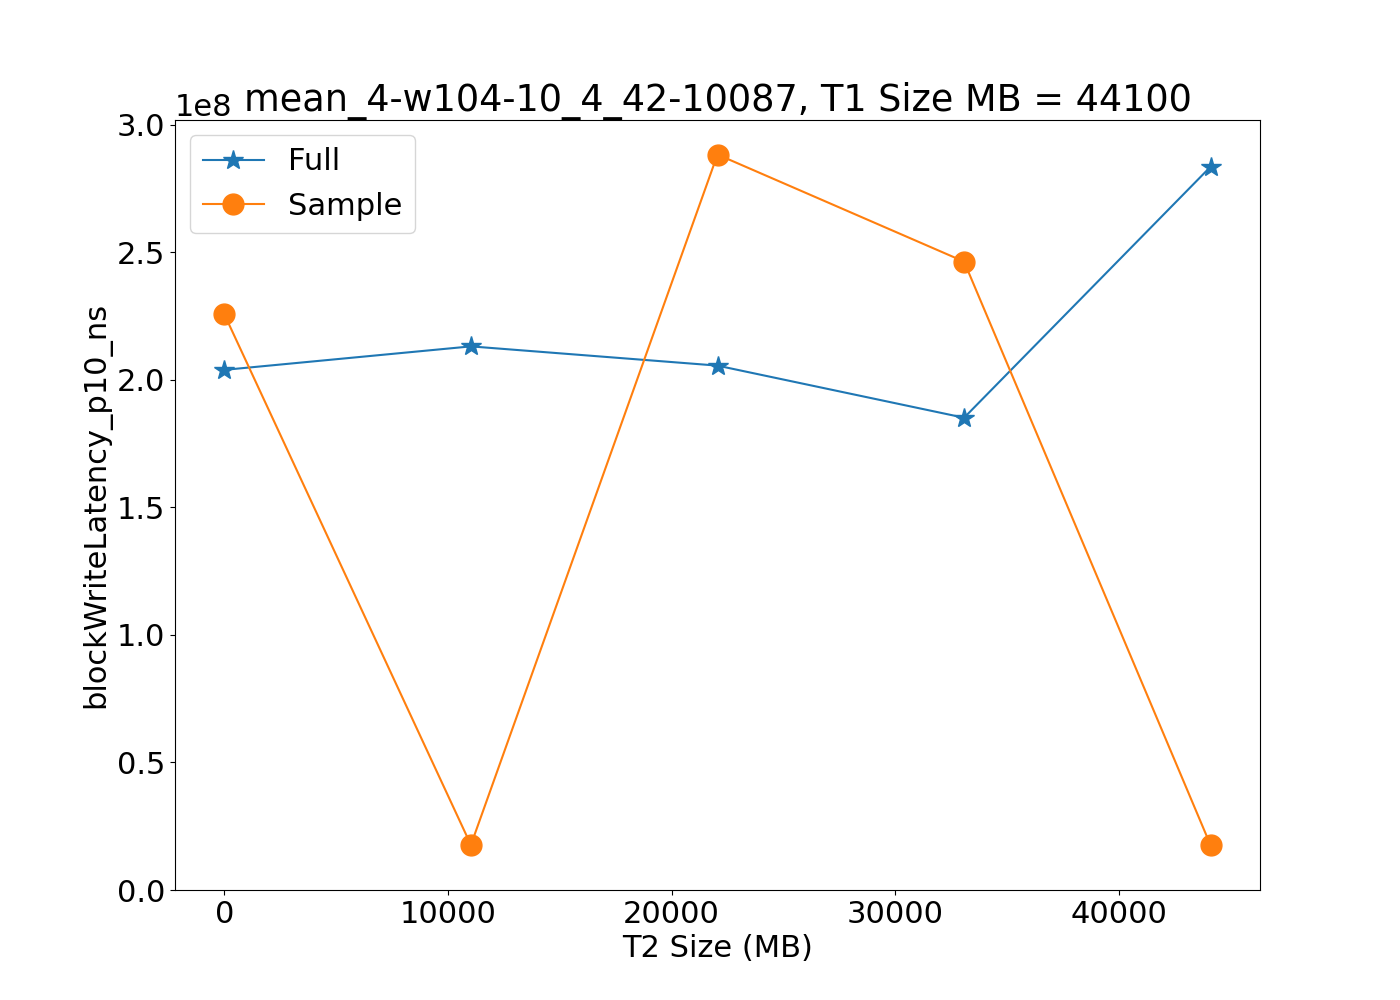 1e8 mean_4-w104-10_4_42-10087, T1 Size MB = 44100
Full
Sample
blockWriteLatency_p10_ns
3.0
2.5
2.0
1.5
1.0
0.5
0.0
0 10000 20000 30000 40000
T2 Size (MB)